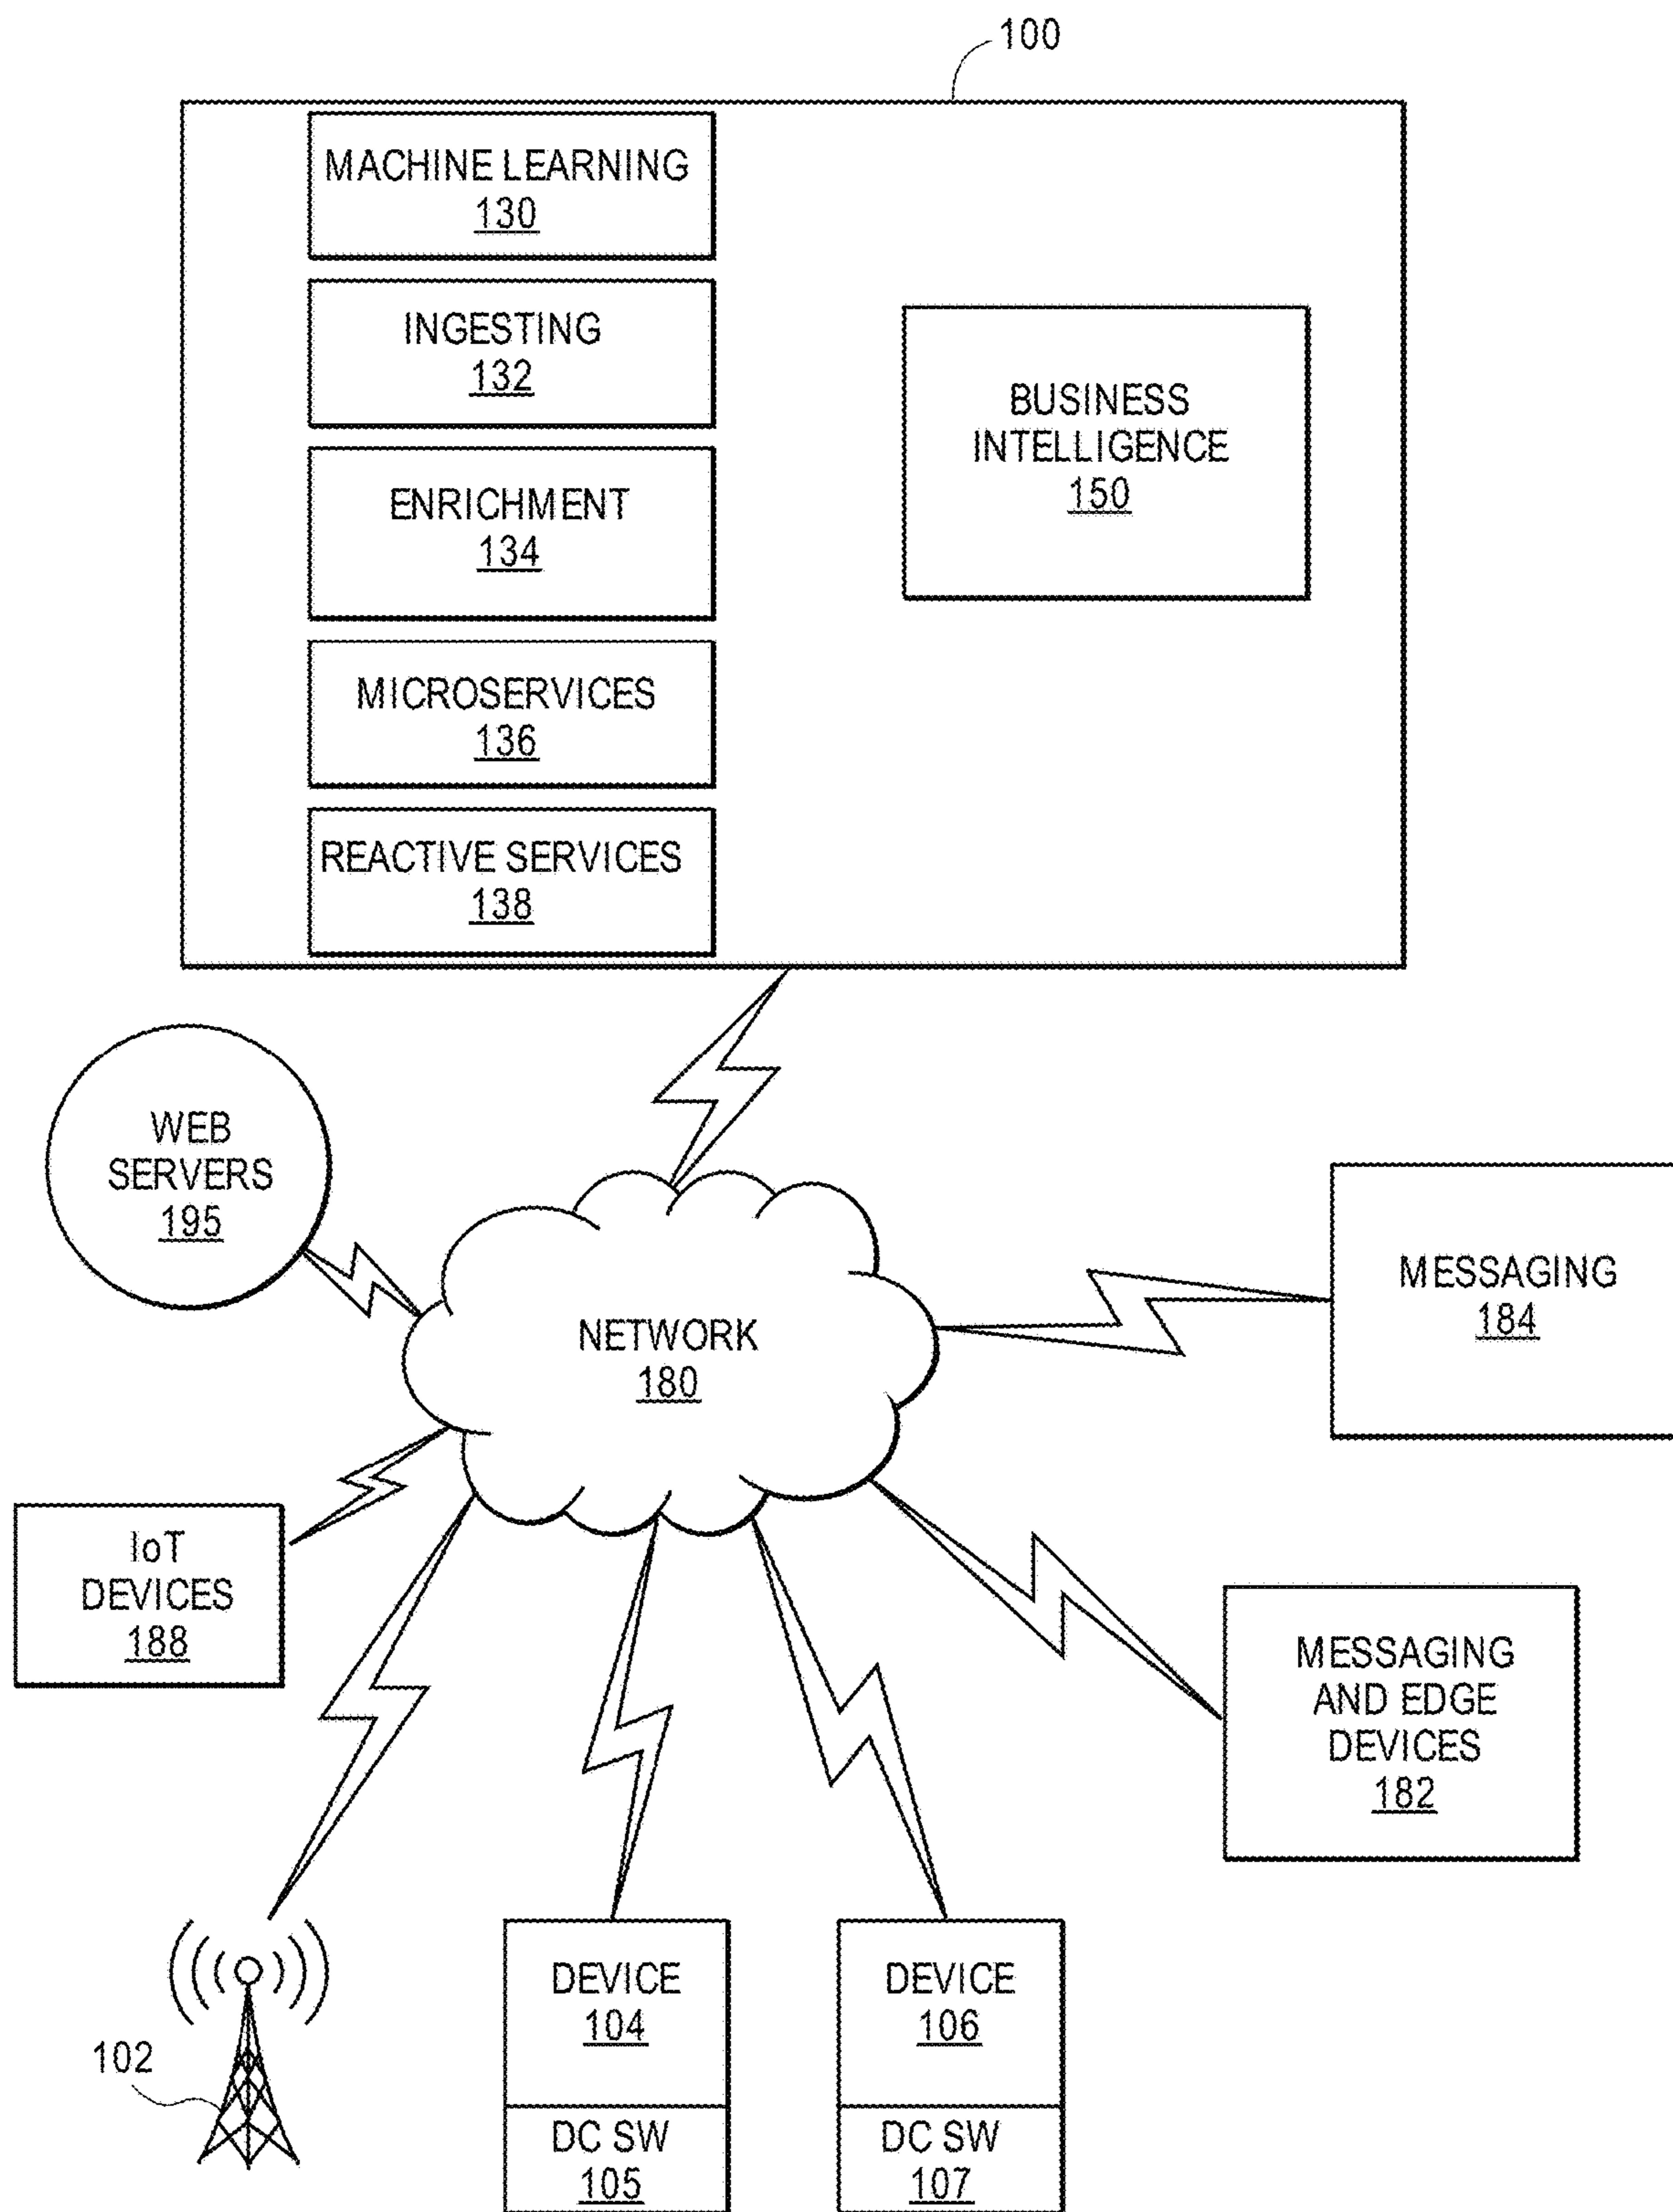 100
MACHINE LEARNING
130
INGESTING
132
ENRICHMENT
134
MICROSERVICES
136
REACTIVE SERVICES
138
BUSINESS
INTELLIGENCE
150
WEB
SERVERS
195
NETWORK
180
MESSAGING
184
IoT
DEVICES
188
MESSAGING
AND EDGE
DEVICES
182
102
DEVICE
104
DC SW
105
DEVICE
106
DC SW
107